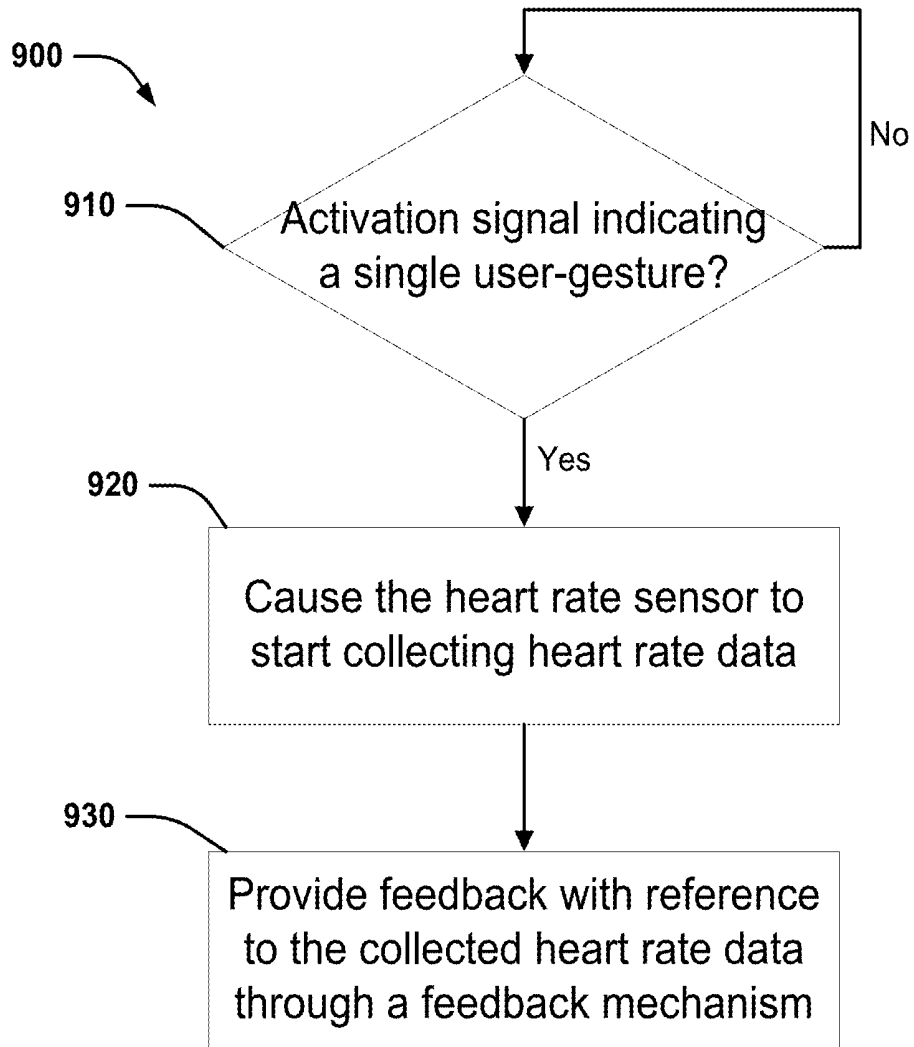 900
910
Activation signal indicating
a single user-gesture?
No
Yes
920
Cause the heart rate sensor to
start collecting heart rate data
930
Provide feedback with reference
to the collected heart rate data
through a feedback mechanism